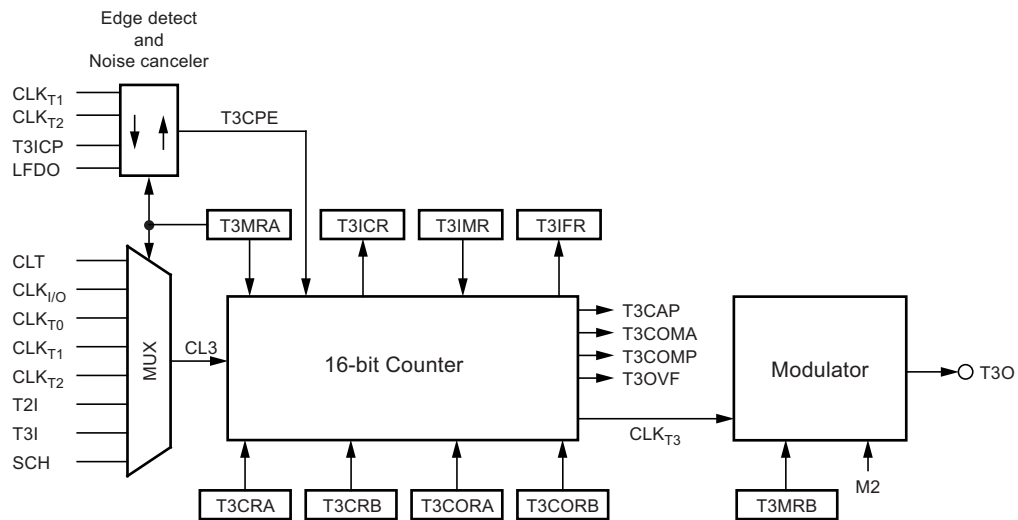 Edge detect
and
Noise canceler
CLKT1
CLKT2
T3ICP
LFDO
T3CPE
T3MRA
T3ICR
T3IMR
T3IFR
CLT
CLKI/O
CLKT0
CLKT1
CLKT2
T2I
T3I
SCH
MUX
CL3
16-bit Counter
T3CAP
T3COMA
T3COMP
T3OVF
CLKT3
Modulator
T3O
T3CRA
T3CRB
T3CORA
T3CORB
T3MRB
M2